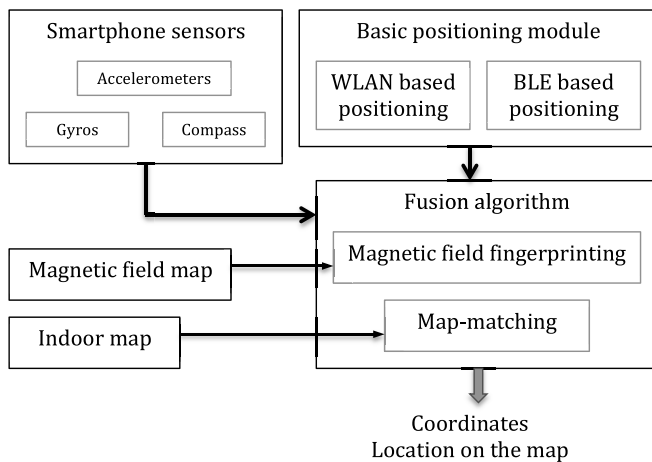 Smartphone sensors
Accelerometers
Gyros
Compass
Basic positioning module
WLAN based
positioning
BLE based
positioning
Fusion algorithm
Magnetic field fingerprinting
Map-matching
Magnetic field map
Indoor map
Coordinates
Location on the map